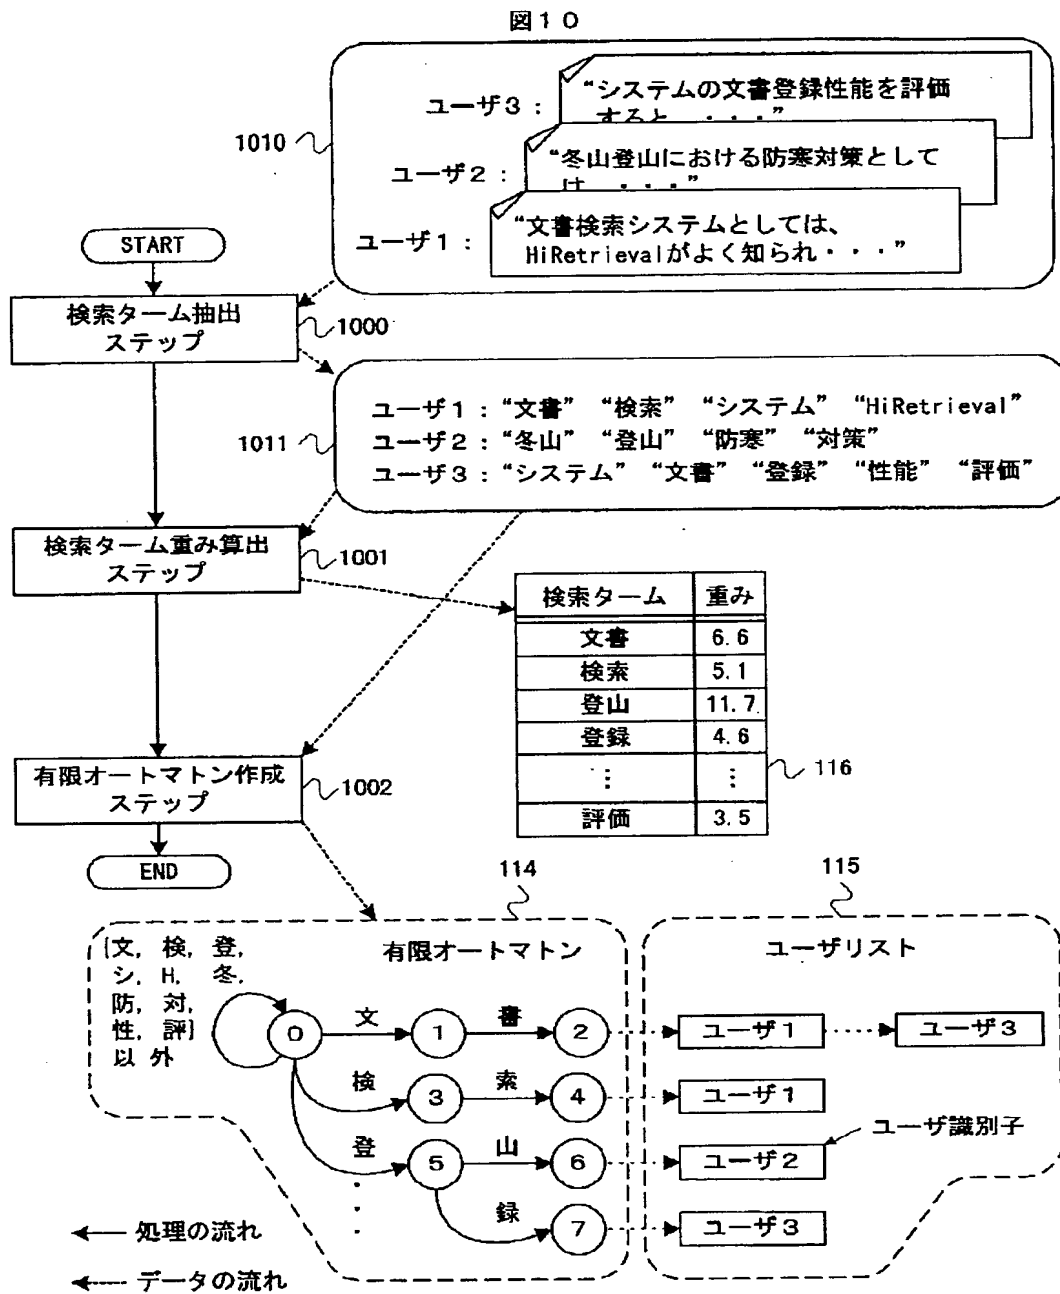 図10
ユーザ3：
“システムの文書登録性能を評価
すると、・・・”
1010
ユーザ2：
“冬山登山における防寒対策として
は、・・・”
ユーザ1：
“文書検索システムとしては、
HiRetrievalがよく知られ・・・”
START
検索ターム抽出
ステップ
1000
ユーザ1：“文書” “検索” “システム” “HiRetrieval”
1011
ユーザ2：“冬山” “登山” “防寒” “対策”
ユーザ3：“システム” “文書” “登録” “性能” “評価”
検索ターム重み算出
ステップ
1001
検索ターム 重み
文書 6.6
検索 5.1
登山 11.7
登録 4.6
⋮ ⋮
評価 3.5
116
有限オートマトン作成
ステップ
1002
END
114
115
{文, 検, 登,
シ, H, 冬,
防, 対,
性, 評}
以外
有限オートマトン
ユーザリスト
0 文 1 書 2 ユーザ1 ユーザ3
検 3 索 4 ユーザ1
ユーザ識別子
登 5 山 6 ユーザ2
録 7 ユーザ3
処理の流れ
データの流れ